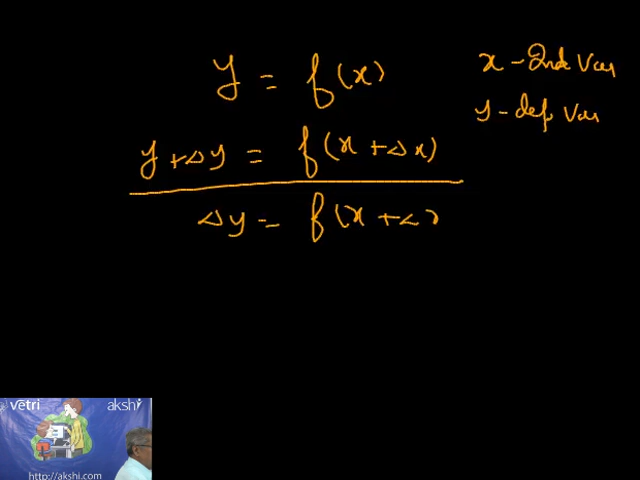 y = f(x)
x - Ind Var
y - dep Var
y + Δy = f(x + Δx)
Δy = f(x + Δ
vetri
akshi
http://akshi.com